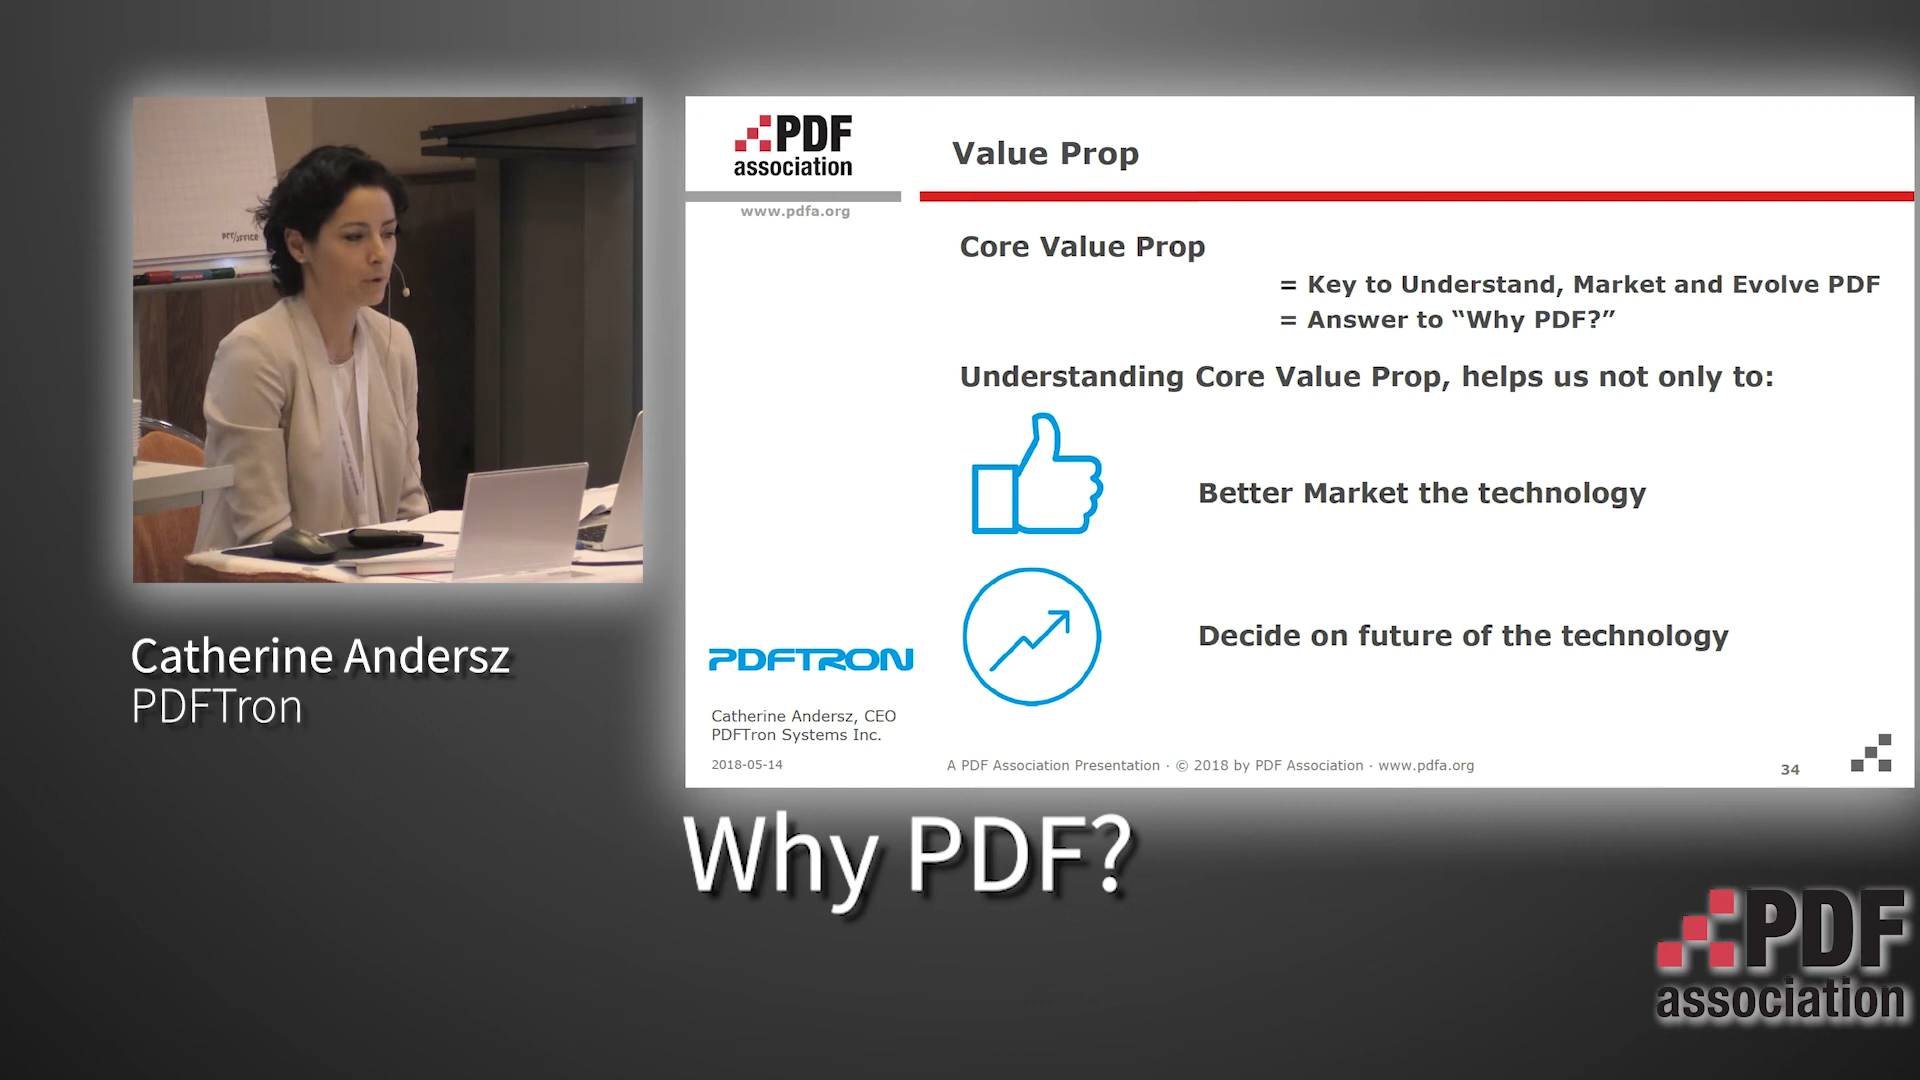 PDF
association
www.pdfa.org
Value Prop
Core Value Prop
= Key to Understand, Market and Evolve PDF
= Answer to “Why PDF?”
Understanding Core Value Prop, helps us not only to:
Better Market the technology
Decide on future of the technology
PDFTRON
Catherine Andersz, CEO
PDFTron Systems Inc.
2018-05-14
A PDF Association Presentation · © 2018 by PDF Association · www.pdfa.org
34
Catherine Andersz
PDFTron
Why PDF?
PDF
association